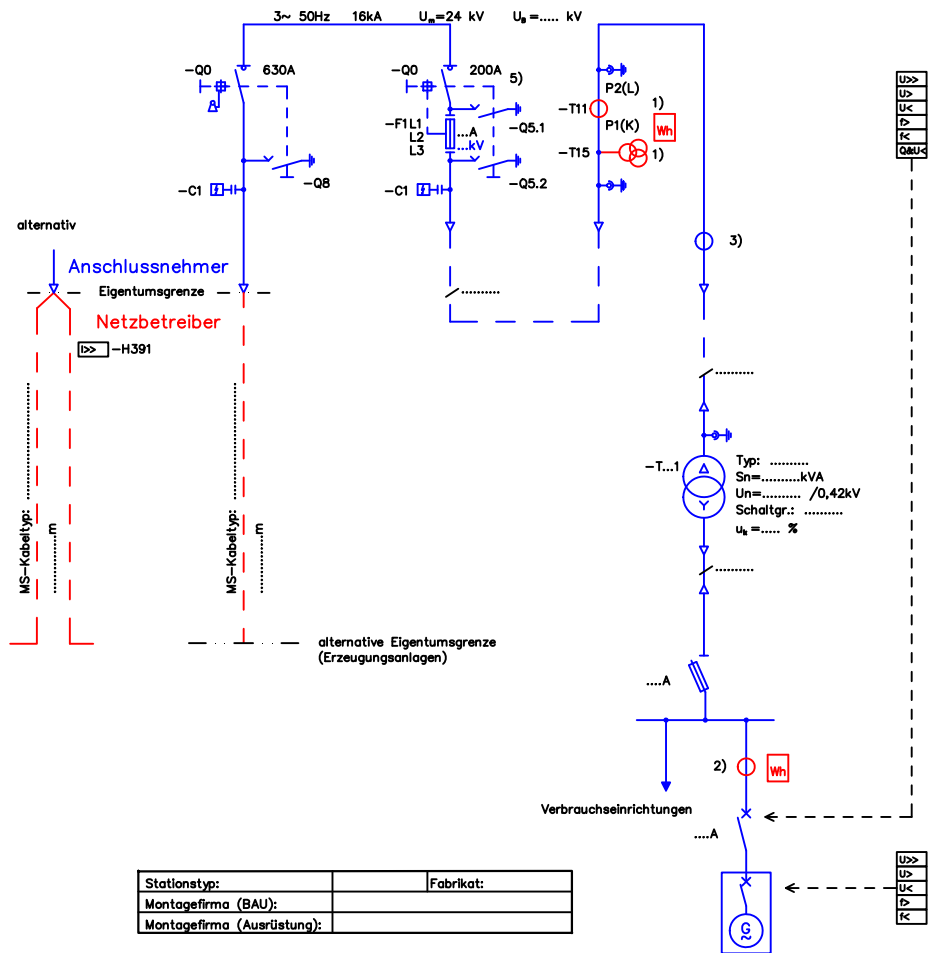 3~ 50Hz 16kA Um=24 kV UB=..... kV
-Q0 630A
-Q0 200A 5)
P2(L)
-T11 1)
P1(K) Wh
-F1 L1 ...A -Q5.1
L2 ...kV
L3
-T15 1)
-Q8
-C1
-C1 -Q5.2
U>>
U>
U<
f>
f<
Q&U<
alternativ
3)
Anschlussnehmer
Eigentumsgrenze
Netzbetreiber
I>> -H391
..........
..........
MS-Kabeltyp: ..........
..........m
MS-Kabeltyp: ..........
..........m
-T...1
Typ: .........
Sn=.........kVA
Un=......... /0,42kV
Schaltgr.: .........
uk=..... %
..........
alternative Eigentumsgrenze
(Erzeugungsanlagen)
....A
2) Wh
Verbrauchseinrichtungen
....A
U>>
U>
U<
f>
f<
G
~
Stationstyp: Fabrikat:
Montagefirma (BAU):
Montagefirma (Ausrüstung):